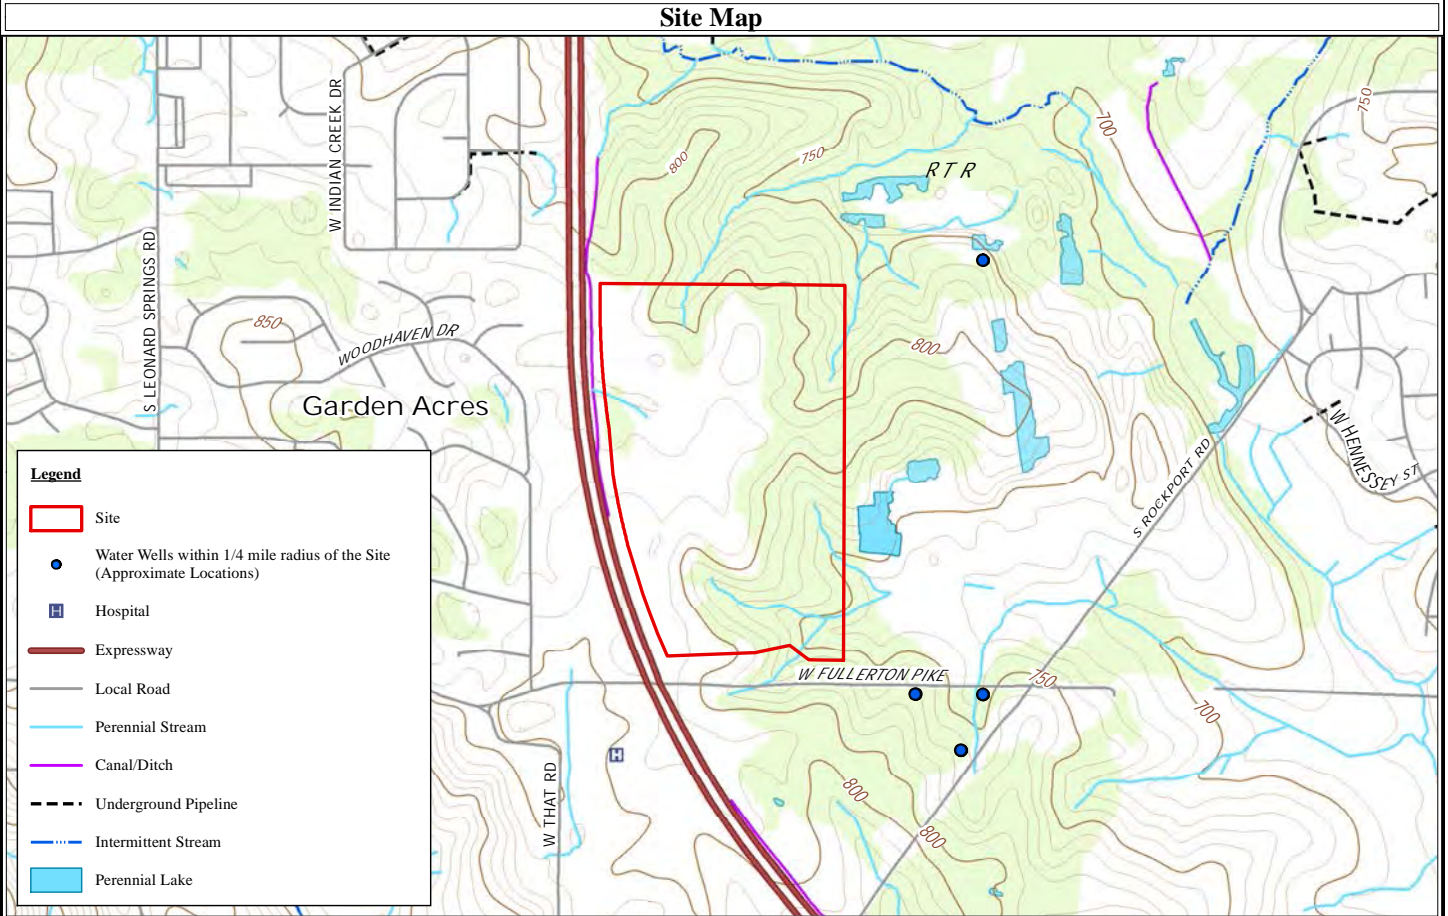 Site Map
W INDIAN CREEK DR
S LEONARD SPRINGS RD
WOODHAVEN DR
Garden Acres
850
800
750
RTR
700
750
800
W HENNESSEY ST
S ROCKPORT RD
W FULLERTON PIKE
750
700
800
800
W THAT RD
H
Legend
Site
Water Wells within 1/4 mile radius of the Site
(Approximate Locations)
H Hospital
Expressway
Local Road
Perennial Stream
Canal/Ditch
Underground Pipeline
Intermittent Stream
Perennial Lake